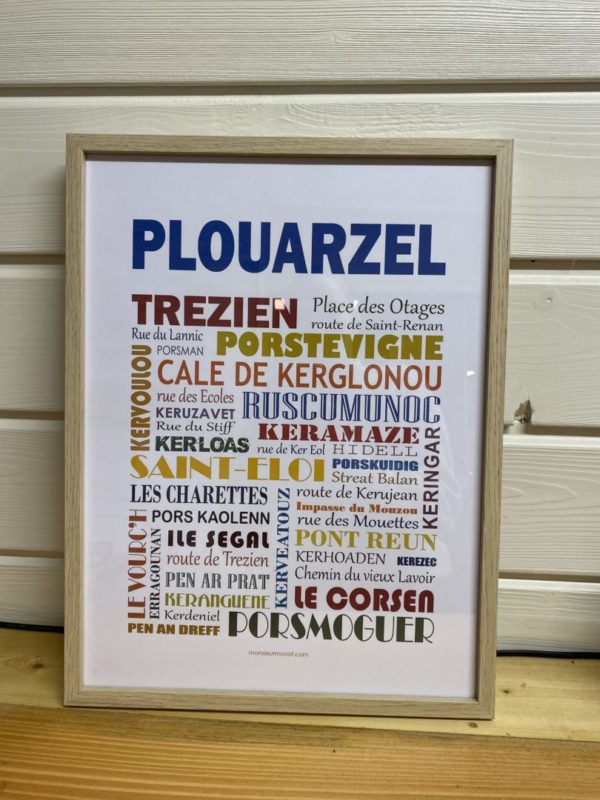 PLOUARZEL
TREZIEN
Place des Otages
route de Saint-Renan
Rue du Lannic
PORSMAN
PORSTEVIGNE
KERVOULOU
CALE DE KERGLONOU
rue des Ecoles
RUSCUMUNOC
KERUZAVET
Rue du Stiff
KERAMAZE
KERLOAS
rue de Ker Eol
HIDELL
KERINGAR
SAINT-ELOI
PORSKUIDIG
Streat Balan
LES CHARETTES
KERVEATOUZ
route de Kerujean
Impasse du Mouzou
LE VOURC'H
PORS KAOLENN
rue des Mouettes
ERRAGOUNAN
ILE SEGAL
PONT REUN
route de Trezien
KERHOADEN
KEREZEC
PEN AR PRAT
Chemin du vieux Lavoir
KERANGUENE
LE CORSEN
Kerdeniel
PEN AN DREFF
PORSMOGUER
monsieurmonot.com